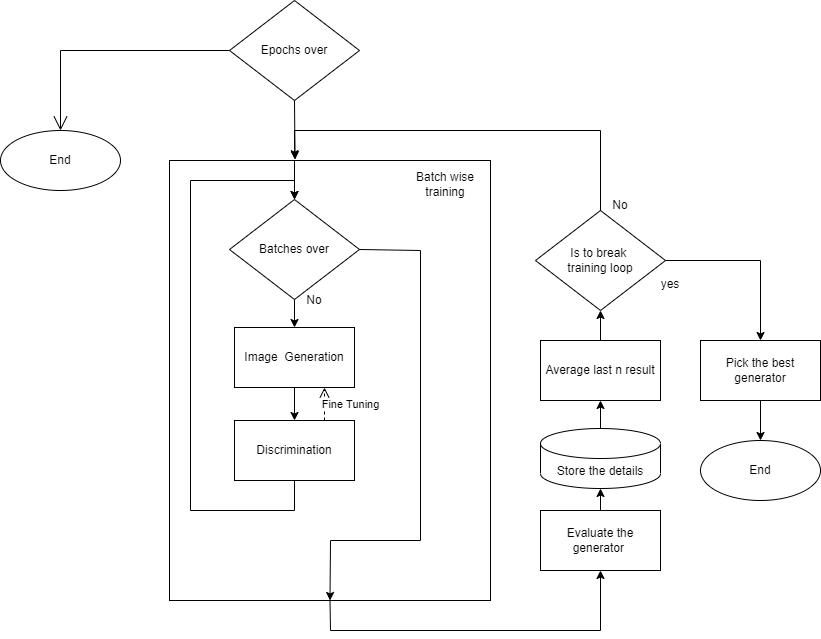 Epochs over
End
Batch wise
training
Batches over
No
Image  Generation
Fine Tuning
Discrimination
No
Is to break
training loop
yes
Average last n result
Pick the best
generator
Store the details
End
Evaluate the
generator